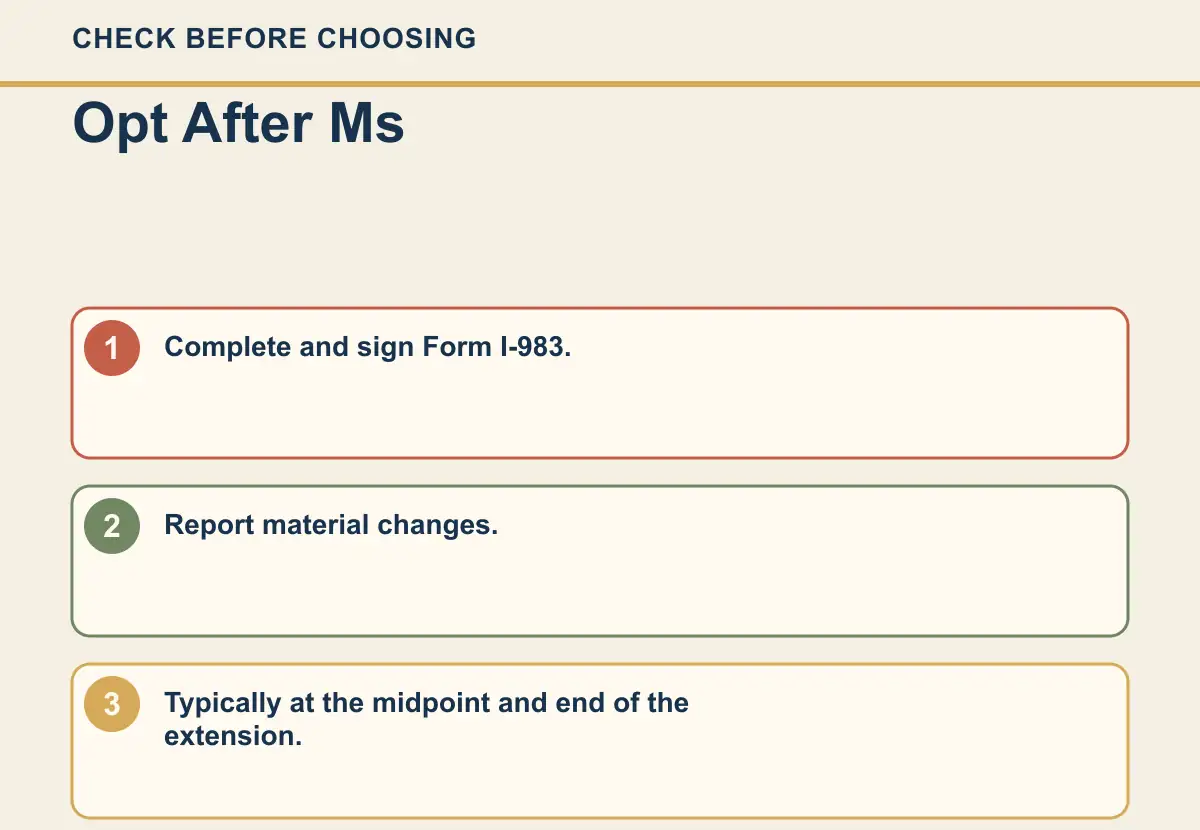 CHECK BEFORE CHOOSING
Opt After Ms
1
Complete and sign Form I-983.
2
Report material changes.
3
Typically at the midpoint and end of the
extension.